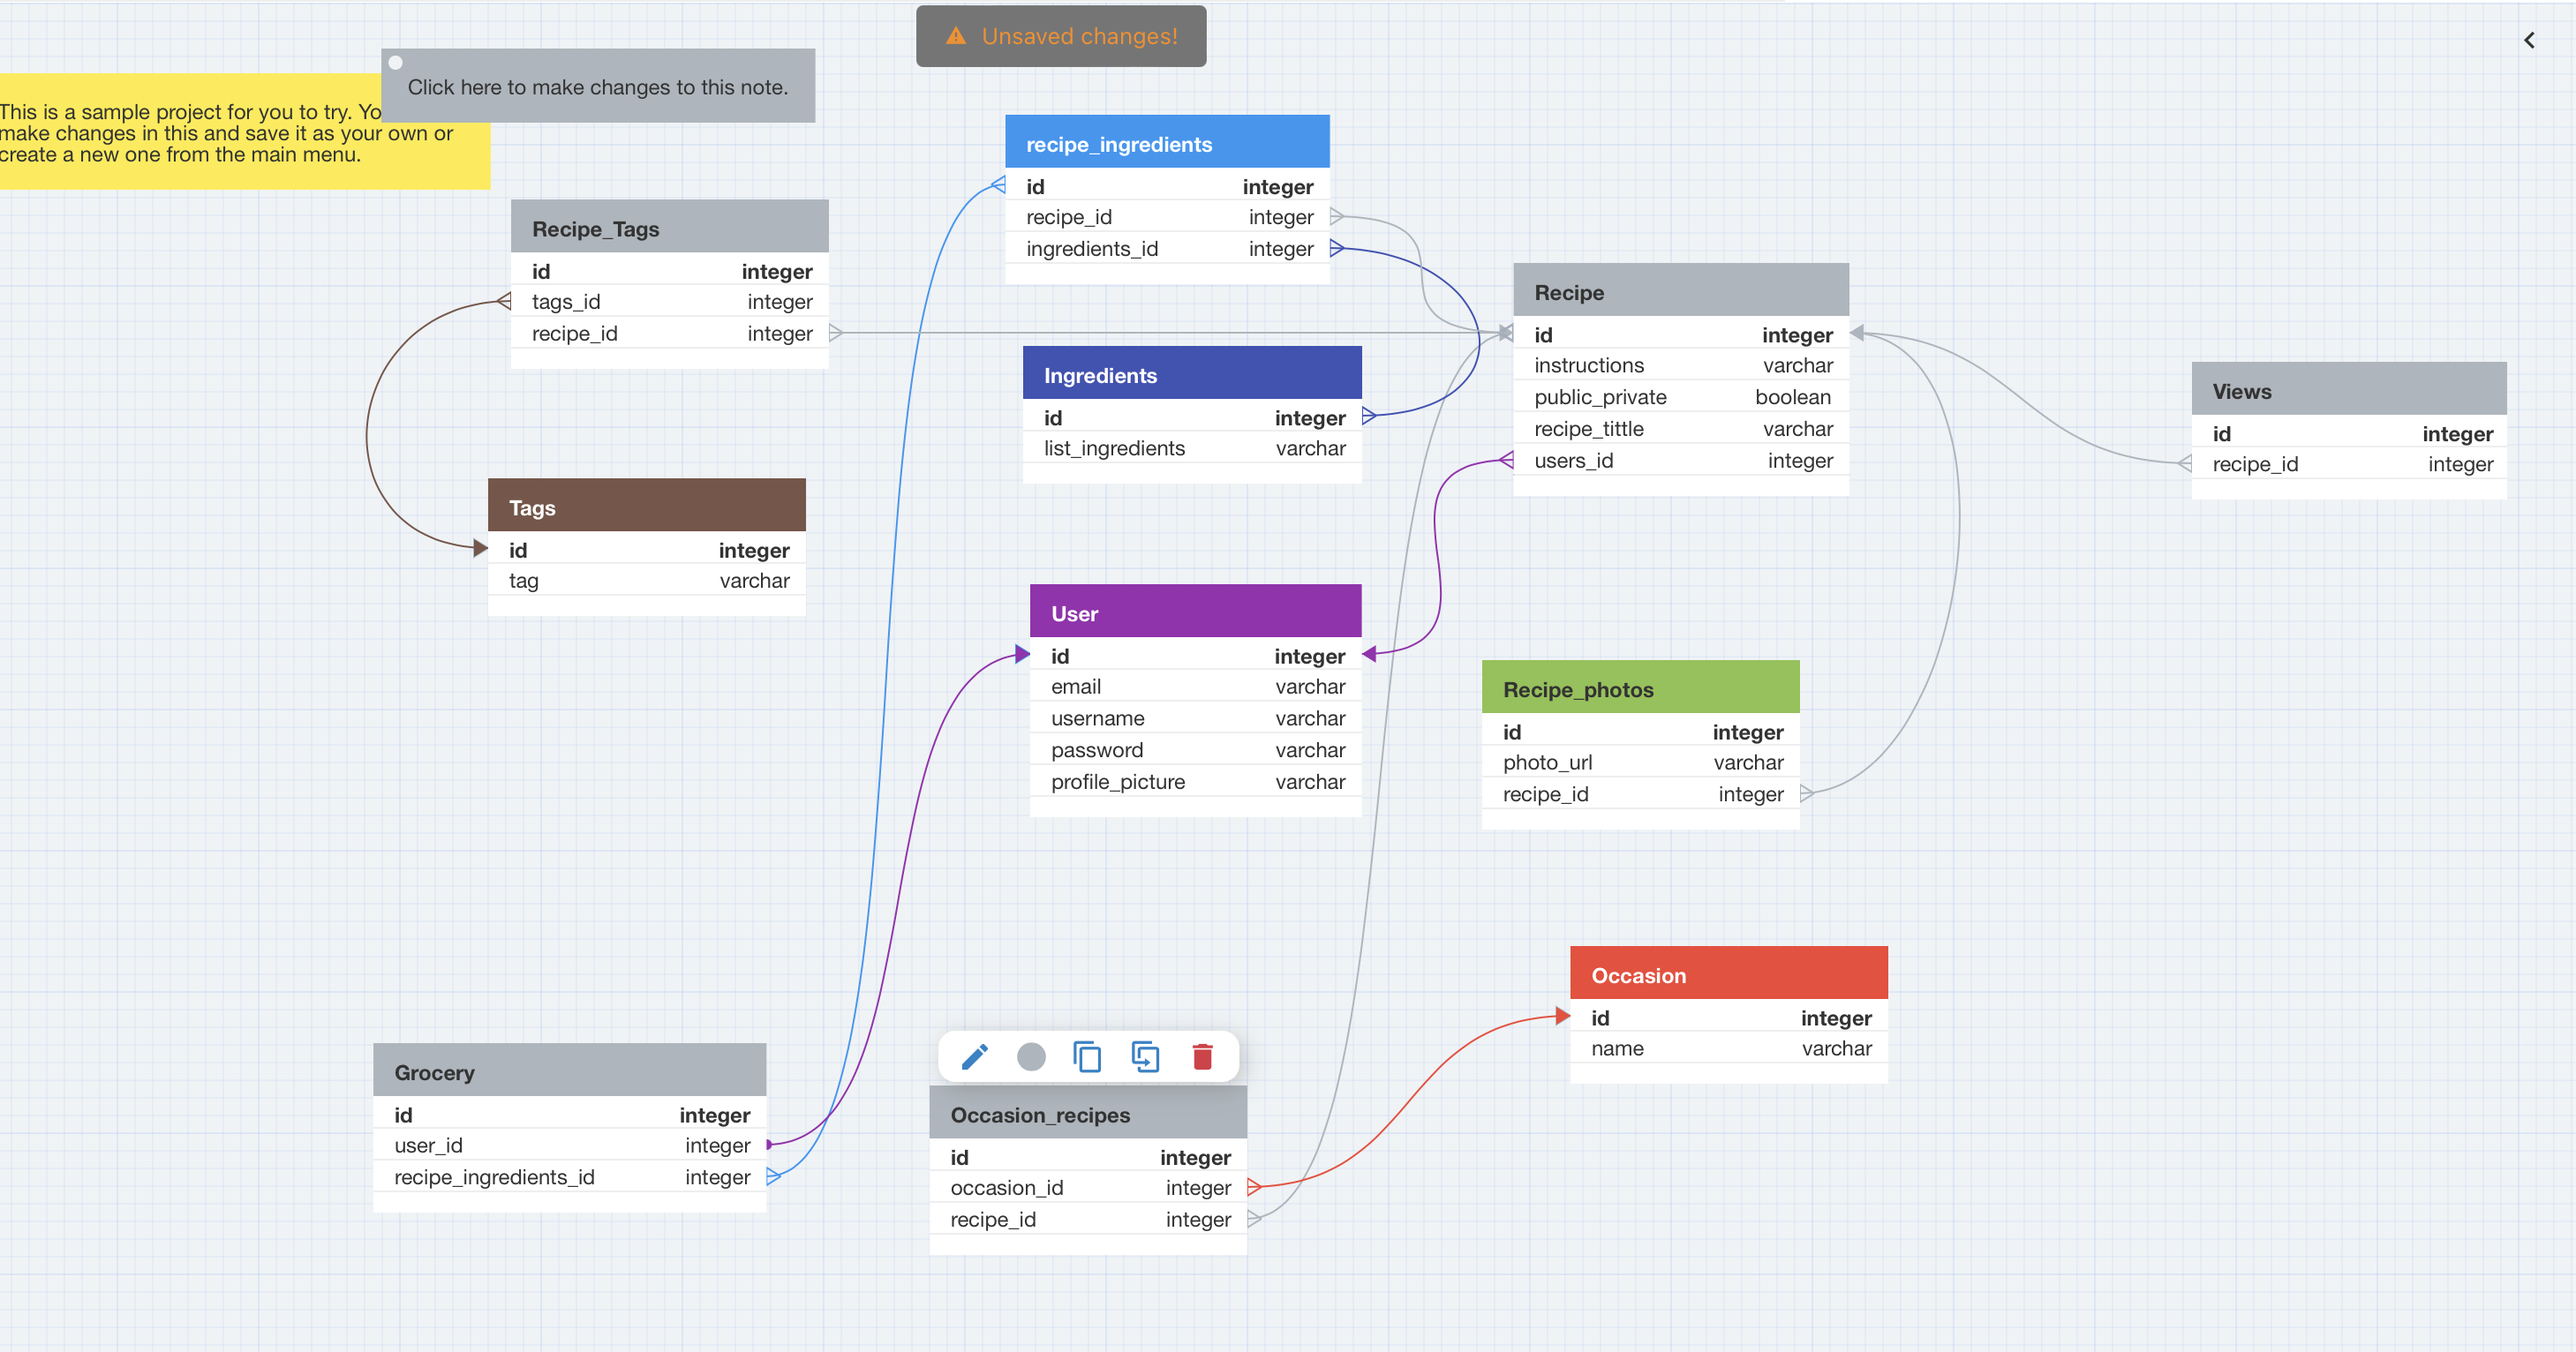 Unsaved changes!
Click here to make changes to this note.
This is a sample project for you to try. Yo
make changes in this and save it as your own or
create a new one from the main menu.
recipe_ingredients
id integer
recipe_id integer
ingredients_id integer
Recipe_Tags
id integer
tags_id integer
recipe_id integer
Recipe
id integer
instructions varchar
public_private boolean
recipe_tittle varchar
users_id integer
Ingredients
id integer
list_ingredients varchar
Views
id integer
recipe_id integer
Tags
id integer
tag varchar
User
id integer
email varchar
username varchar
password varchar
profile_picture varchar
Recipe_photos
id integer
photo_url varchar
recipe_id integer
Occasion
id integer
name varchar
Grocery
id integer
user_id integer
recipe_ingredients_id integer
Occasion_recipes
id integer
occasion_id integer
recipe_id integer